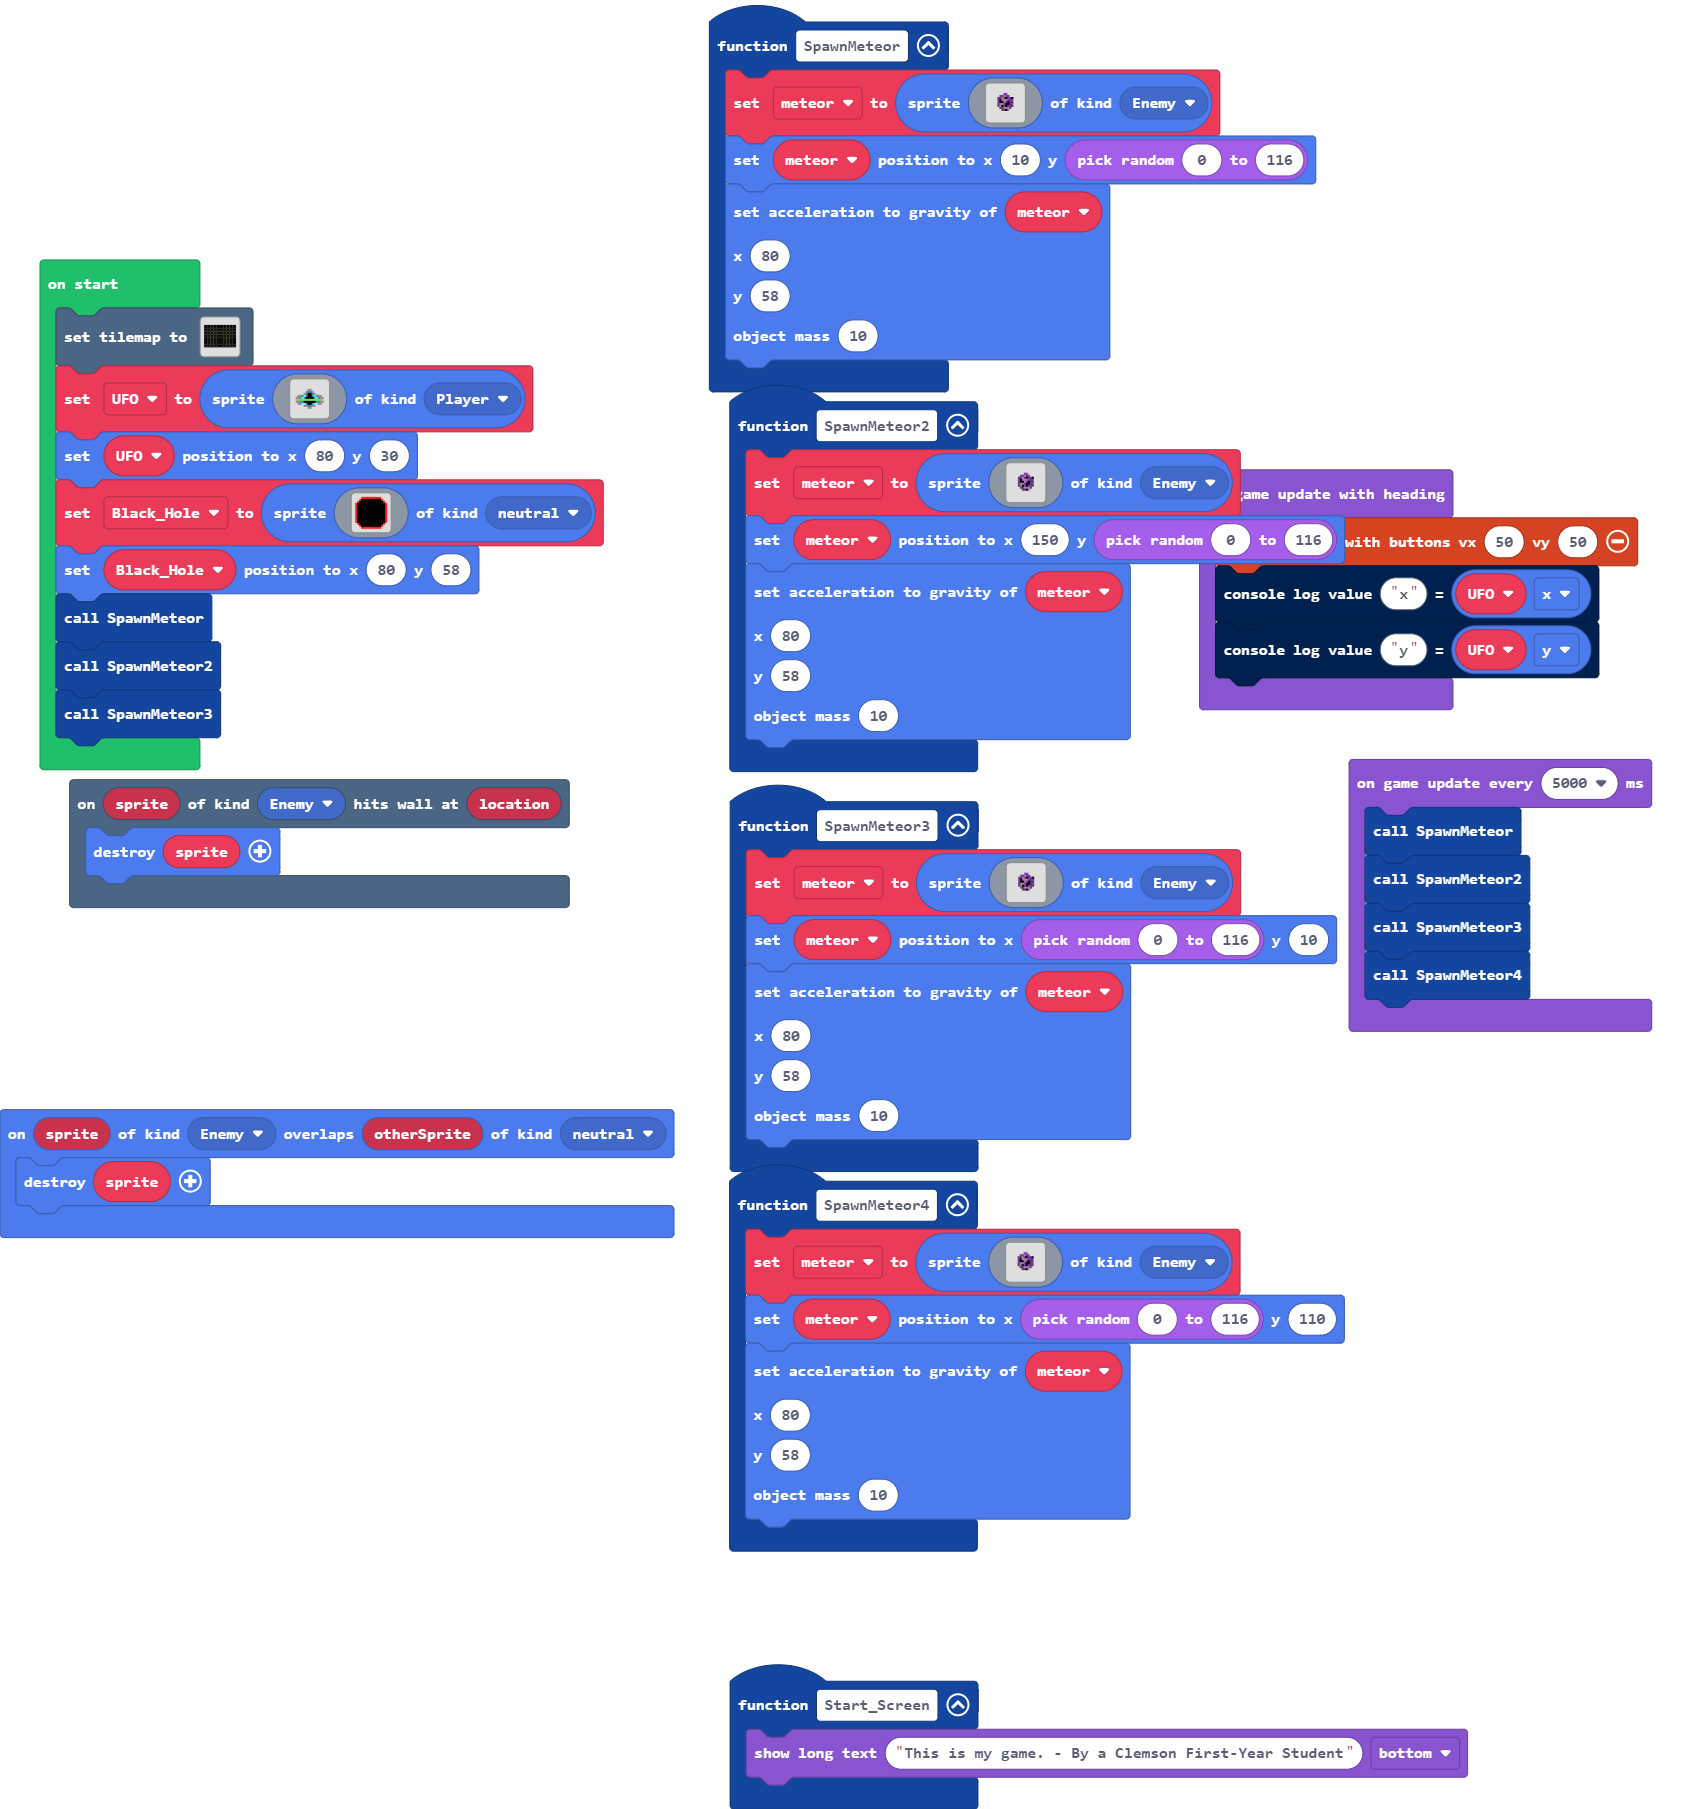 on start
set tilemap to
set UFO to sprite of kind Player
set UFO position to x 80 y 30
set Black_Hole to sprite of kind neutral
set Black_Hole position to x 80 y 58
call SpawnMeteor
call SpawnMeteor2
call SpawnMeteor3
on sprite of kind Enemy hits wall at location
destroy sprite
on sprite of kind Enemy overlaps otherSprite of kind neutral
destroy sprite
function SpawnMeteor
set meteor to sprite of kind Enemy
set meteor position to x 10 y pick random 0 to 116
set acceleration to gravity of meteor
x 80
y 58
object mass 10
function SpawnMeteor2
set meteor to sprite of kind Enemy
set meteor position to x 150 y pick random 0 to 116
set acceleration to gravity of meteor
x 80
y 58
object mass 10
function SpawnMeteor3
set meteor to sprite of kind Enemy
set meteor position to x pick random 0 to 116 y 10
set acceleration to gravity of meteor
x 80
y 58
object mass 10
function SpawnMeteor4
set meteor to sprite of kind Enemy
set meteor position to x pick random 0 to 116 y 110
set acceleration to gravity of meteor
x 80
y 58
object mass 10
function Start_Screen
show long text "This is my game. - By a Clemson First-Year Student" bottom
game update with heading
with buttons vx 50 vy 50
console log value "x" = UFO x
console log value "y" = UFO y
on game update every 5000 ms
call SpawnMeteor
call SpawnMeteor2
call SpawnMeteor3
call SpawnMeteor4